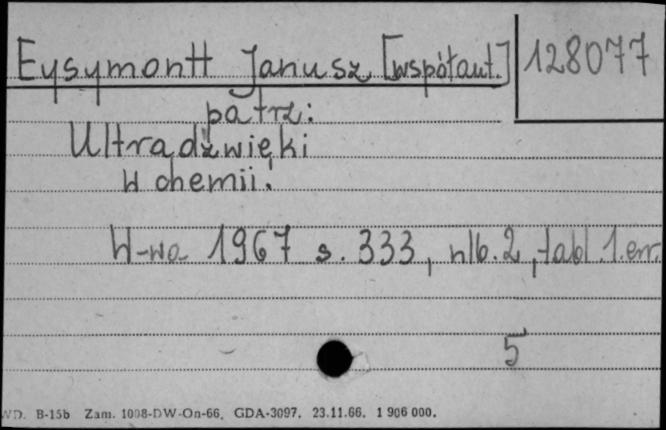 Eysymontt Janusz [współaut.] 128077
patrz:
Ultradźwięki
w chemii.
W-wa 1967 s. 333, nlb. 2, tabl. 1. err.
5
WD. B-15b Zam. 1098-DW-On-66. GDA-3097. 23.11.66. 1 906 000.